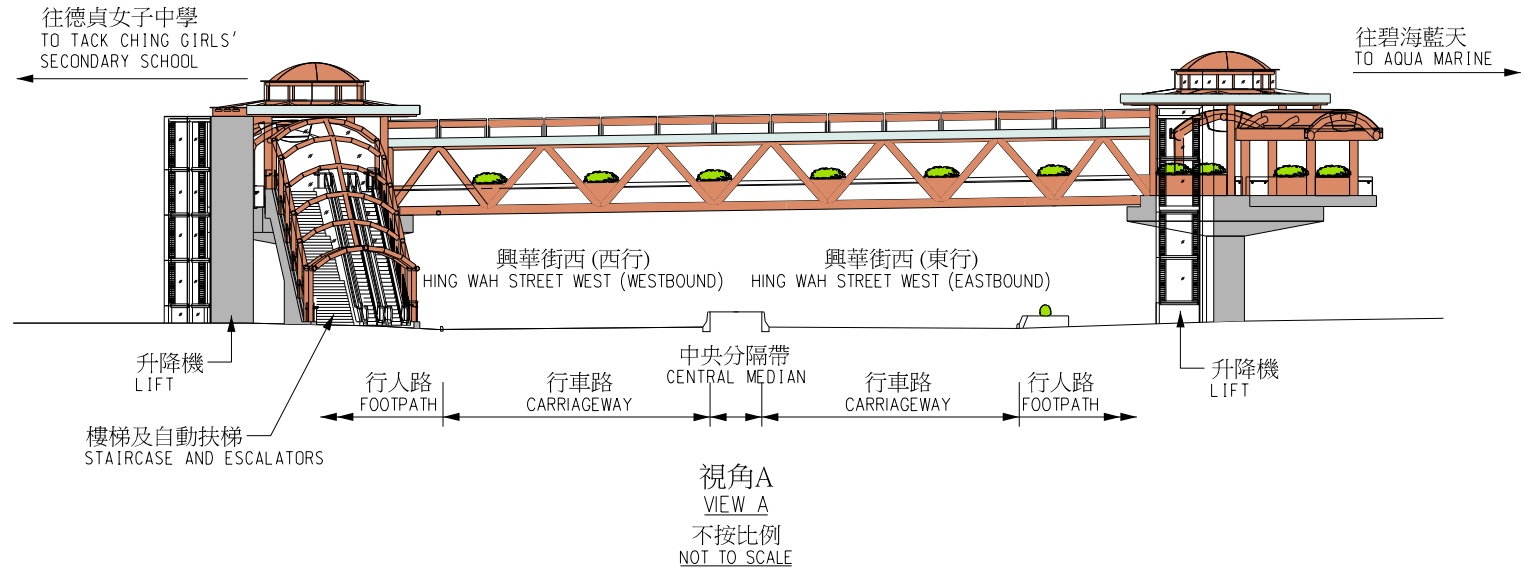 往德貞女子中學
TO TACK CHING GIRLS'
SECONDARY SCHOOL
往碧海藍天
TO AQUA MARINE
興華街西 (西行)
HING WAH STREET WEST (WESTBOUND)
興華街西 (東行)
HING WAH STREET WEST (EASTBOUND)
升降機
LIFT
中央分隔帶
CENTRAL MEDIAN
升降機
LIFT
行人路
FOOTPATH
行車路
CARRIAGEWAY
行車路
CARRIAGEWAY
行人路
FOOTPATH
樓梯及自動扶梯
STAIRCASE AND ESCALATORS
視角A
VIEW A
不按比例
NOT TO SCALE